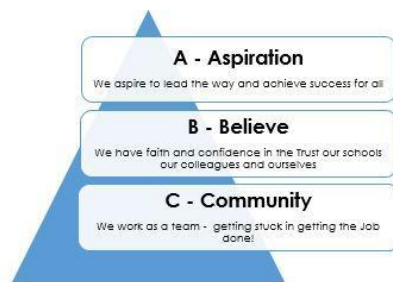 A - Aspiration
We aspire to lead the way and achieve success for all
B - Believe
We have faith and confidence in the Trust our schools
our colleagues and ourselves
C - Community
We work as a team - getting stuck in getting the Job
done!